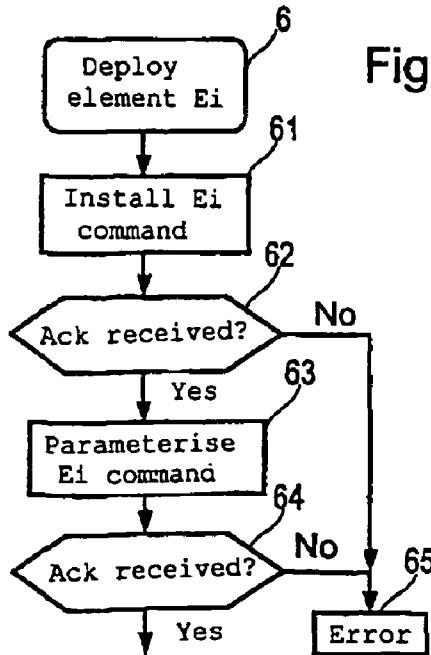 6
Deploy
element Ei
Fig
61
Install Ei
command
62
Ack received?
No
Yes
63
Parameterise
Ei command
64
Ack received?
No
65
Yes
Error